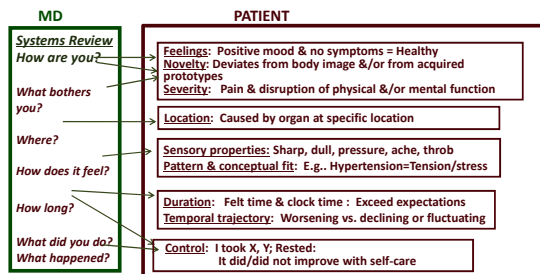 MD
PATIENT
Systems Review
How are you?
What bothers
you?
Where?
How does it feel?
How long?
What did you do?
What happened?
Feelings: Positive mood & no symptoms = Healthy
Novelty: Deviates from body image &/or from acquired
prototypes
Severity: Pain & disruption of physical &/or mental function
Location: Caused by organ at specific location
Sensory properties: Sharp, dull, pressure, ache, throb
Pattern & conceptual fit: E.g.. Hypertension=Tension/stress
Duration: Felt time & clock time : Exceed expectations
Temporal trajectory: Worsening vs. declining or fluctuating
Control: I took X, Y; Rested:
It did/did not improve with self-care